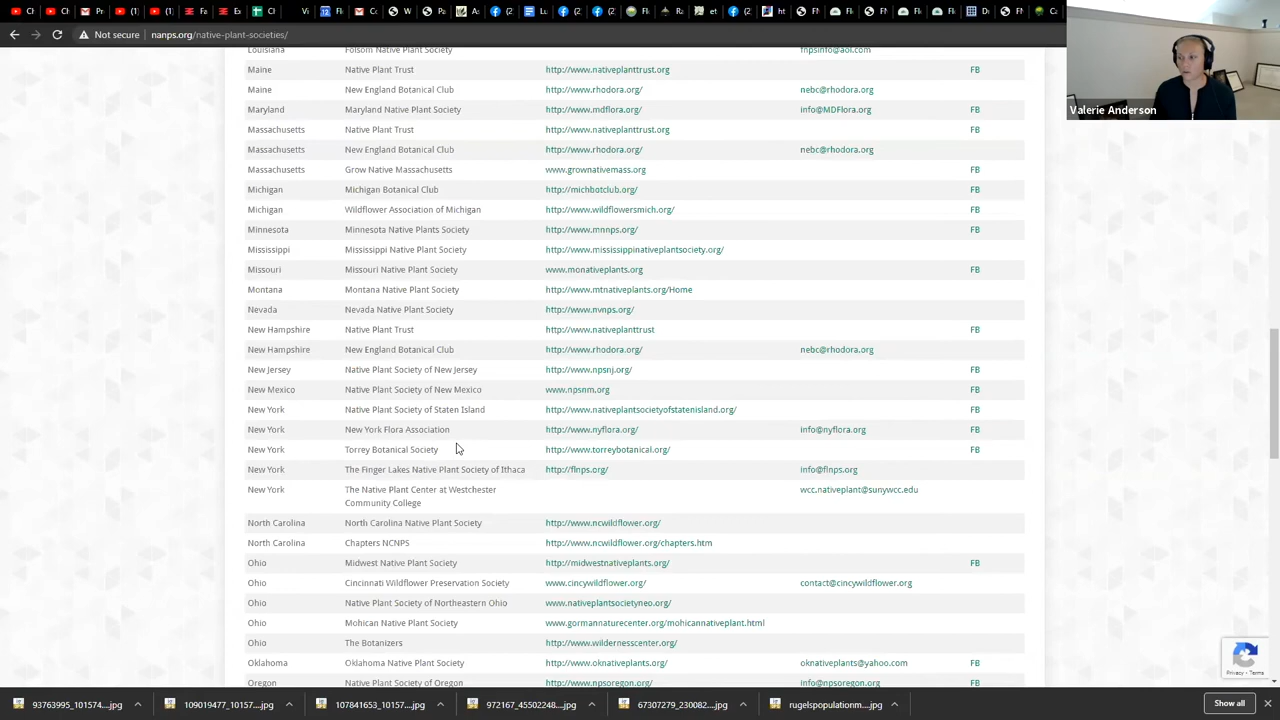 Not secure | nanps.org/native-plant-societies/
Valerie Anderson
Louisiana Folsom Native Plant Society fnpsinfo@aol.com
Maine Native Plant Trust http://www.nativeplanttrust.org FB
Maine New England Botanical Club http://www.rhodora.org/ nebc@rhodora.org
Maryland Maryland Native Plant Society http://www.mdflora.org/ info@MDFlora.org FB
Massachusetts Native Plant Trust http://www.nativeplanttrust.org FB
Massachusetts New England Botanical Club http://www.rhodora.org/ nebc@rhodora.org
Massachusetts Grow Native Massachusetts www.grownativemass.org FB
Michigan Michigan Botanical Club http://michbotclub.org/ FB
Michigan Wildflower Association of Michigan http://www.wildflowersmich.org/ FB
Minnesota Minnesota Native Plants Society http://www.mnnps.org/ FB
Mississippi Mississippi Native Plant Society http://www.mississippinativeplantsociety.org/
Missouri Missouri Native Plant Society www.monativeplants.org FB
Montana Montana Native Plant Society http://www.mtnativeplants.org/Home
Nevada Nevada Native Plant Society http://www.nvnps.org/
New Hampshire Native Plant Trust http://www.nativeplanttrust FB
New Hampshire New England Botanical Club http://www.rhodora.org/ nebc@rhodora.org
New Jersey Native Plant Society of New Jersey http://www.npsnj.org/ FB
New Mexico Native Plant Society of New Mexico www.npsnm.org FB
New York Native Plant Society of Staten Island http://www.nativeplantsocietyofstatenisland.org/ FB
New York New York Flora Association http://www.nyflora.org/ info@nyflora.org FB
New York Torrey Botanical Society http://www.torreybotanical.org/ FB
New York The Finger Lakes Native Plant Society of Ithaca http://flnps.org/ info@flnps.org
New York The Native Plant Center at Westchester wcc.nativeplant@sunywcc.edu
Community College
North Carolina North Carolina Native Plant Society http://www.ncwildflower.org/
North Carolina Chapters NCNPS http://www.ncwildflower.org/chapters.htm
Ohio Midwest Native Plant Society http://midwestnativeplants.org/ FB
Ohio Cincinnati Wildflower Preservation Society www.cincywildflower.org/ contact@cincywildflower.org
Ohio Native Plant Society of Northeastern Ohio www.nativeplantsocietyneo.org/
Ohio Mohican Native Plant Society www.gormannaturecenter.org/mohicannativeplant.html
Ohio The Botanizers http://www.wildernesscenter.org/
Oklahoma Oklahoma Native Plant Society http://www.oknativeplants.org/ oknativeplants@yahoo.com FB
Oregon Native Plant Society of Oregon http://www.npsoregon.org/ info@npsoregon.org FB
Privacy - Terms
93763995_101574....jpg 109019477_10157....jpg 107841653_10157....jpg 972167_45502248....jpg 67307279_230082....jpg rugelspopulationm....jpg Show all